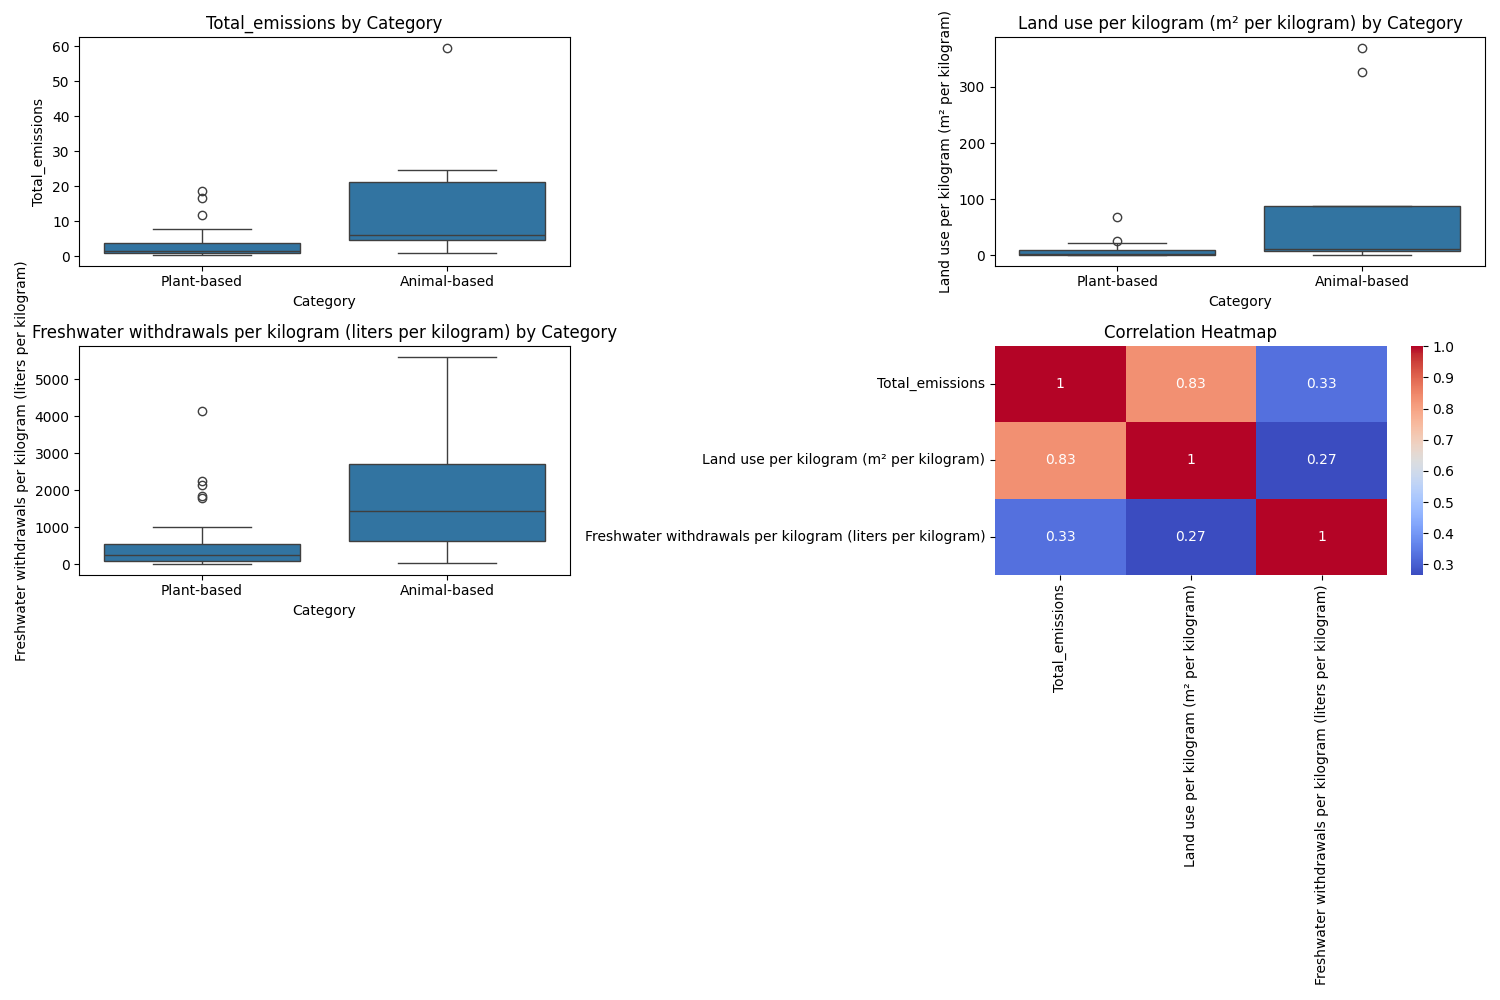 Total_emissions by Category
Total_emissions
60
50
40
30
20
10
0
Plant-based
Animal-based
Category
Land use per kilogram (m² per kilogram) by Category
Land use per kilogram (m² per kilogram)
300
200
100
0
Plant-based
Animal-based
Category
Freshwater withdrawals per kilogram (liters per kilogram) by Category
Freshwater withdrawals per kilogram (liters per kilogram)
5000
4000
3000
2000
1000
0
Plant-based
Animal-based
Category
Correlation Heatmap
Total_emissions
1
0.83
0.33
Land use per kilogram (m² per kilogram)
0.83
1
0.27
Freshwater withdrawals per kilogram (liters per kilogram)
0.33
0.27
1
Total_emissions
Land use per kilogram (m² per kilogram)
Freshwater withdrawals per kilogram (liters per kilogram)
1.0
0.9
0.8
0.7
0.6
0.5
0.4
0.3